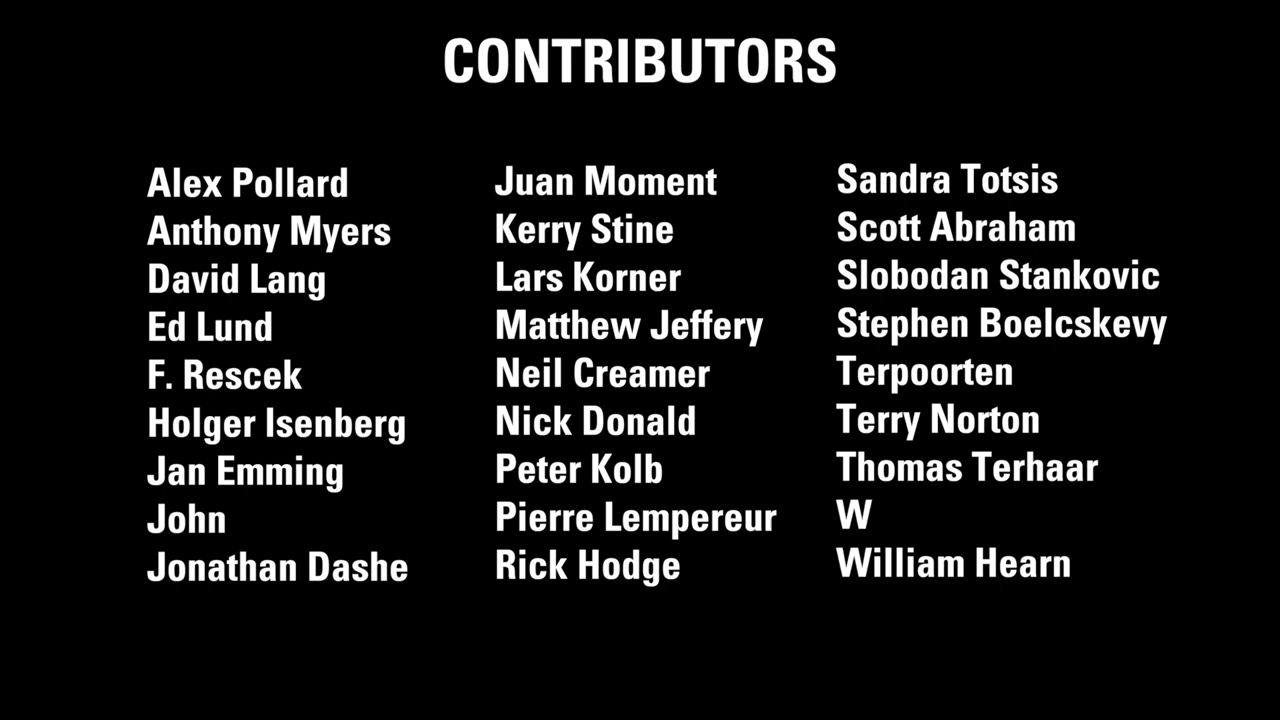 CONTRIBUTORS
Alex Pollard
Anthony Myers
David Lang
Ed Lund
F. Rescek
Holger Isenberg
Jan Emming
John
Jonathan Dashe
Juan Moment
Kerry Stine
Lars Korner
Matthew Jeffery
Neil Creamer
Nick Donald
Peter Kolb
Pierre Lempereur
Rick Hodge
Sandra Totsis
Scott Abraham
Slobodan Stankovic
Stephen Boelcskevy
Terpoorten
Terry Norton
Thomas Terhaar
W
William Hearn